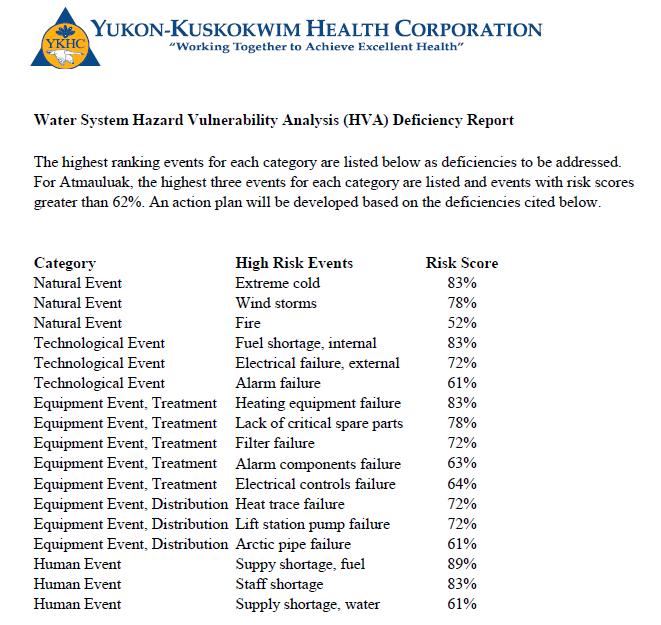 YKHC
YUKON-KUSKOKWIM HEALTH CORPORATION
“Working Together to Achieve Excellent Health”
Water System Hazard Vulnerability Analysis (HVA) Deficiency Report
The highest ranking events for each category are listed below as deficiencies to be addressed.
For Atmauluak, the highest three events for each category are listed and events with risk scores
greater than 62%. An action plan will be developed based on the deficiencies cited below.
Category High Risk Events Risk Score
Natural Event Extreme cold 83%
Natural Event Wind storms 78%
Natural Event Fire 52%
Technological Event Fuel shortage, internal 83%
Technological Event Electrical failure, external 72%
Technological Event Alarm failure 61%
Equipment Event, Treatment Heating equipment failure 83%
Equipment Event, Treatment Lack of critical spare parts 78%
Equipment Event, Treatment Filter failure 72%
Equipment Event, Treatment Alarm components failure 63%
Equipment Event, Treatment Electrical controls failure 64%
Equipment Event, Distribution Heat trace failure 72%
Equipment Event, Distribution Lift station pump failure 72%
Equipment Event, Distribution Arctic pipe failure 61%
Human Event Suppy shortage, fuel 89%
Human Event Staff shortage 83%
Human Event Supply shortage, water 61%